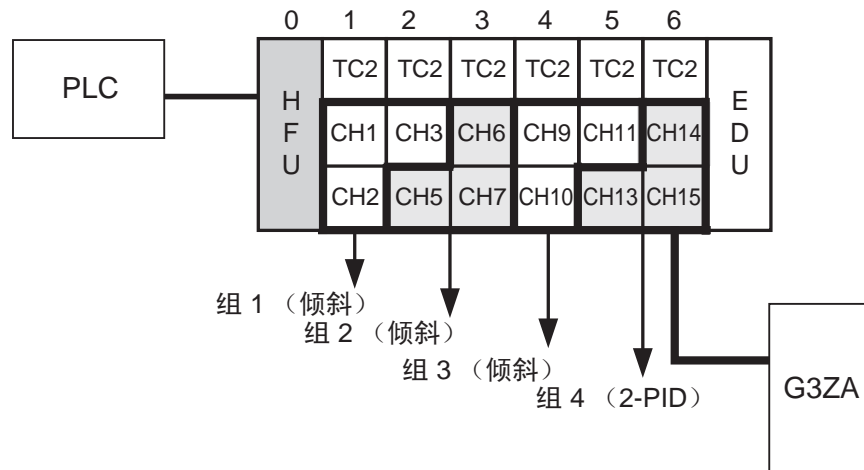 0 1 2 3 4 5 6
PLC
HFU
TC2 TC2 TC2 TC2 TC2 TC2
EDU
CH1 CH3 CH6 CH9 CH11 CH14
CH2 CH5 CH7 CH10 CH13 CH15
组 1 （倾斜）
组 2 （倾斜）
组 3 （倾斜）
组 4 （2-PID）
G3ZA